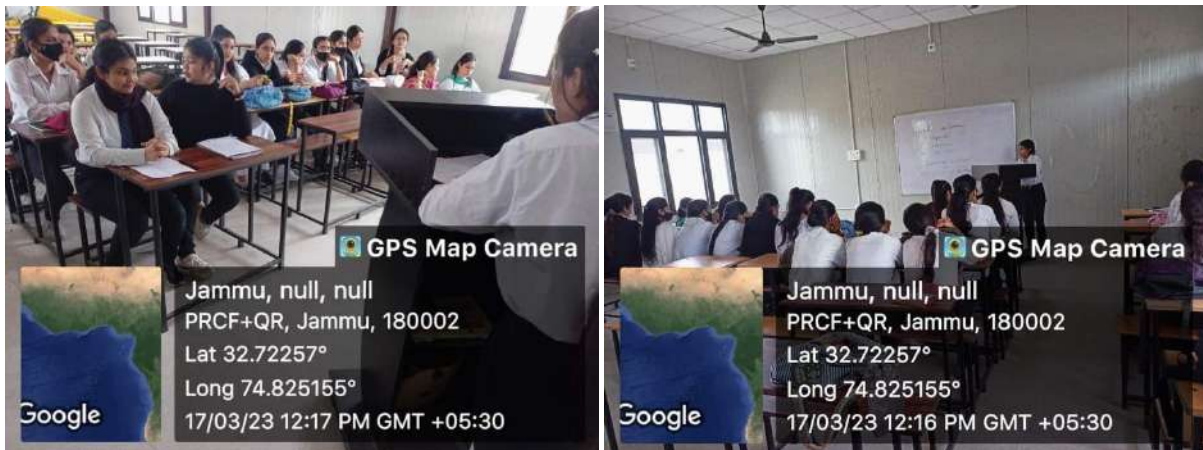 GPS Map Camera
Jammu, null, null
PRCF+QR, Jammu, 180002
Lat 32.72257°
Long 74.825155°
17/03/23 12:17 PM GMT +05:30
Google
GPS Map Camera
Jammu, null, null
PRCF+QR, Jammu, 180002
Lat 32.72257°
Long 74.825155°
17/03/23 12:16 PM GMT +05:30
Google